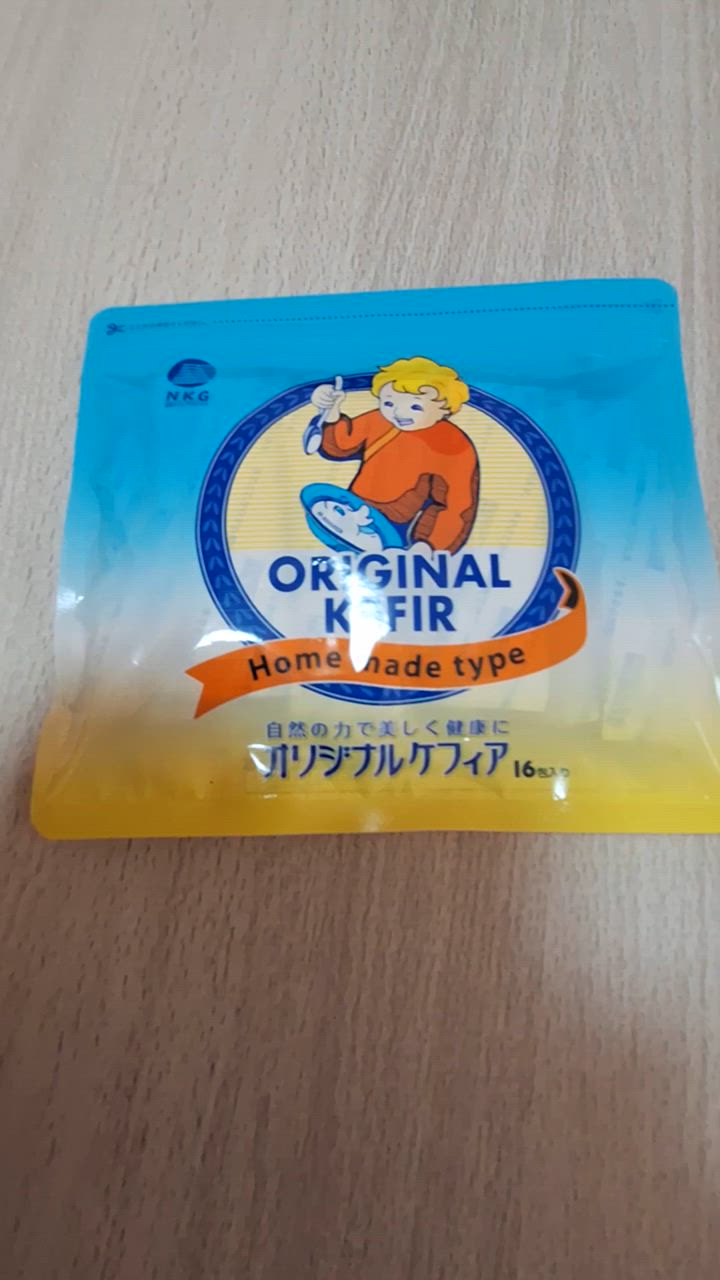 NKG
ORIGINAL
KEFIR
Home made type
自然の力で美しく健康に
オリジナルケフィア 16包入り